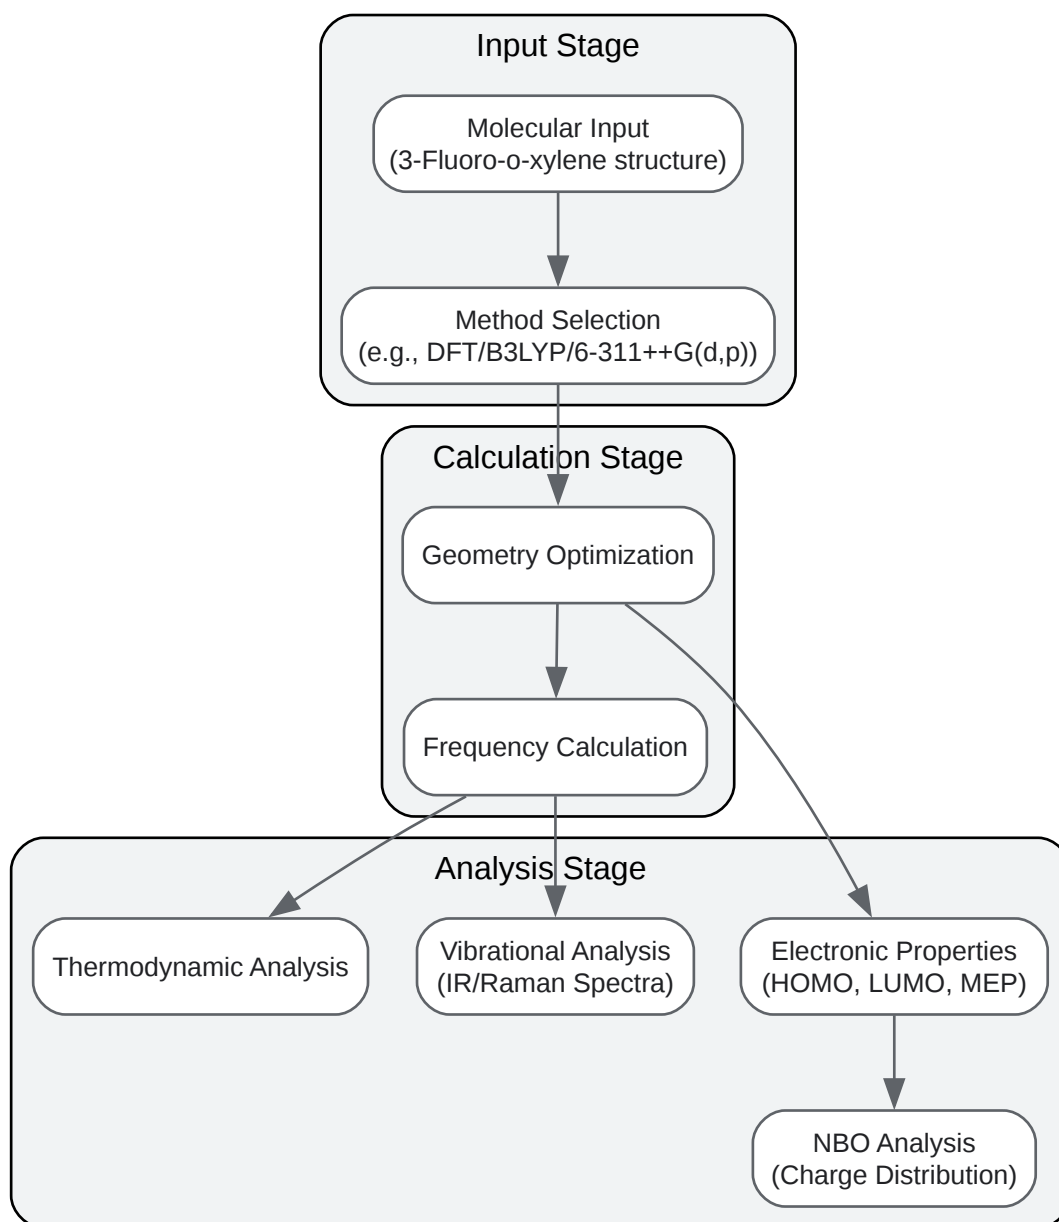 Input Stage
Molecular Input
(3-Fluoro-o-xylene structure)
Method Selection
(e.g., DFT/B3LYP/6-311++G(d,p))
Calculation Stage
Geometry Optimization
Frequency Calculation
Analysis Stage
Thermodynamic Analysis
Vibrational Analysis
(IR/Raman Spectra)
Electronic Properties
(HOMO, LUMO, MEP)
NBO Analysis
(Charge Distribution)